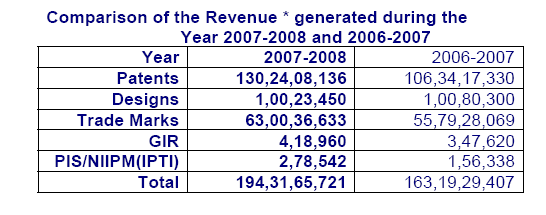 Comparison of the Revenue * generated during the
Year 2007-2008 and 2006-2007
Year 2007-2008 2006-2007
Patents 130,24,08,136 106,34,17,330
Designs 1,00,23,450 1,00,80,300
Trade Marks 63,00,36,633 55,79,28,069
GIR 4,18,960 3,47,620
PIS/NIIPM(IPTI) 2,78,542 1,56,338
Total 194,31,65,721 163,19,29,407